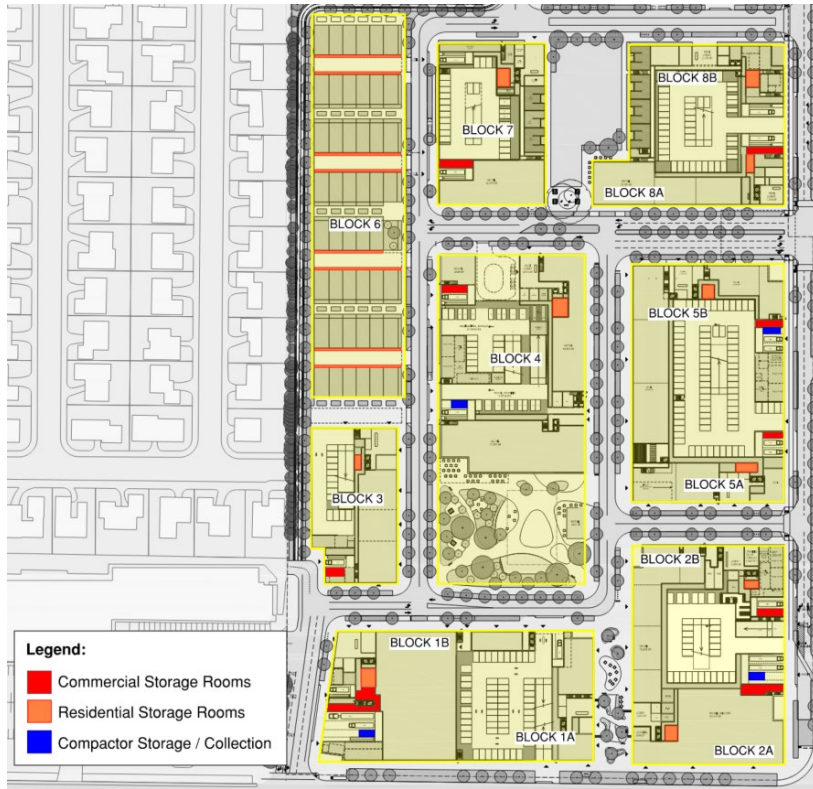 BLOCK 8B
BLOCK 7
BLOCK 8A
BLOCK 6
BLOCK 5B
BLOCK 4
BLOCK 5A
BLOCK 3
BLOCK 2B
BLOCK 1B
BLOCK 1A
BLOCK 2A
Legend:
Commercial Storage Rooms
Residential Storage Rooms
Compactor Storage / Collection